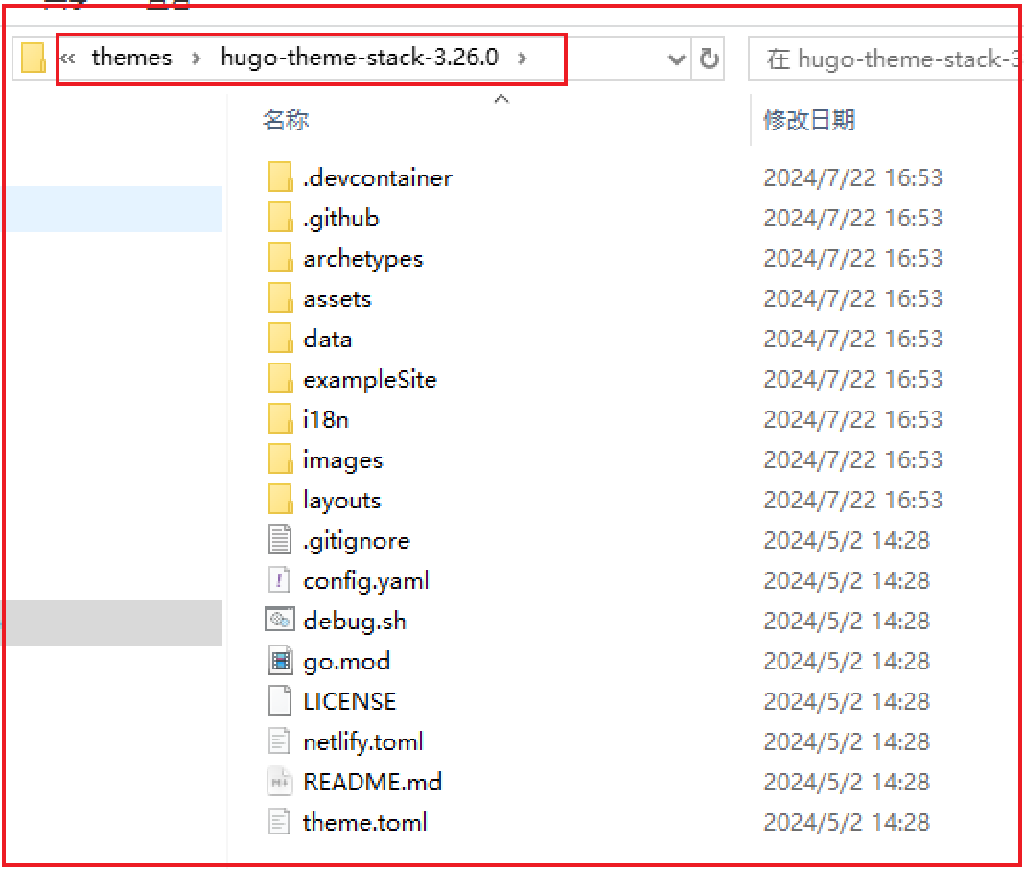 « themes › hugo-theme-stack-3.26.0 ›
在 hugo-theme-stack-3
名称 修改日期
.devcontainer 2024/7/22 16:53
.github 2024/7/22 16:53
archetypes 2024/7/22 16:53
assets 2024/7/22 16:53
data 2024/7/22 16:53
exampleSite 2024/7/22 16:53
i18n 2024/7/22 16:53
images 2024/7/22 16:53
layouts 2024/7/22 16:53
.gitignore 2024/5/2 14:28
config.yaml 2024/5/2 14:28
debug.sh 2024/5/2 14:28
go.mod 2024/5/2 14:28
LICENSE 2024/5/2 14:28
netlify.toml 2024/5/2 14:28
README.md 2024/5/2 14:28
theme.toml 2024/5/2 14:28